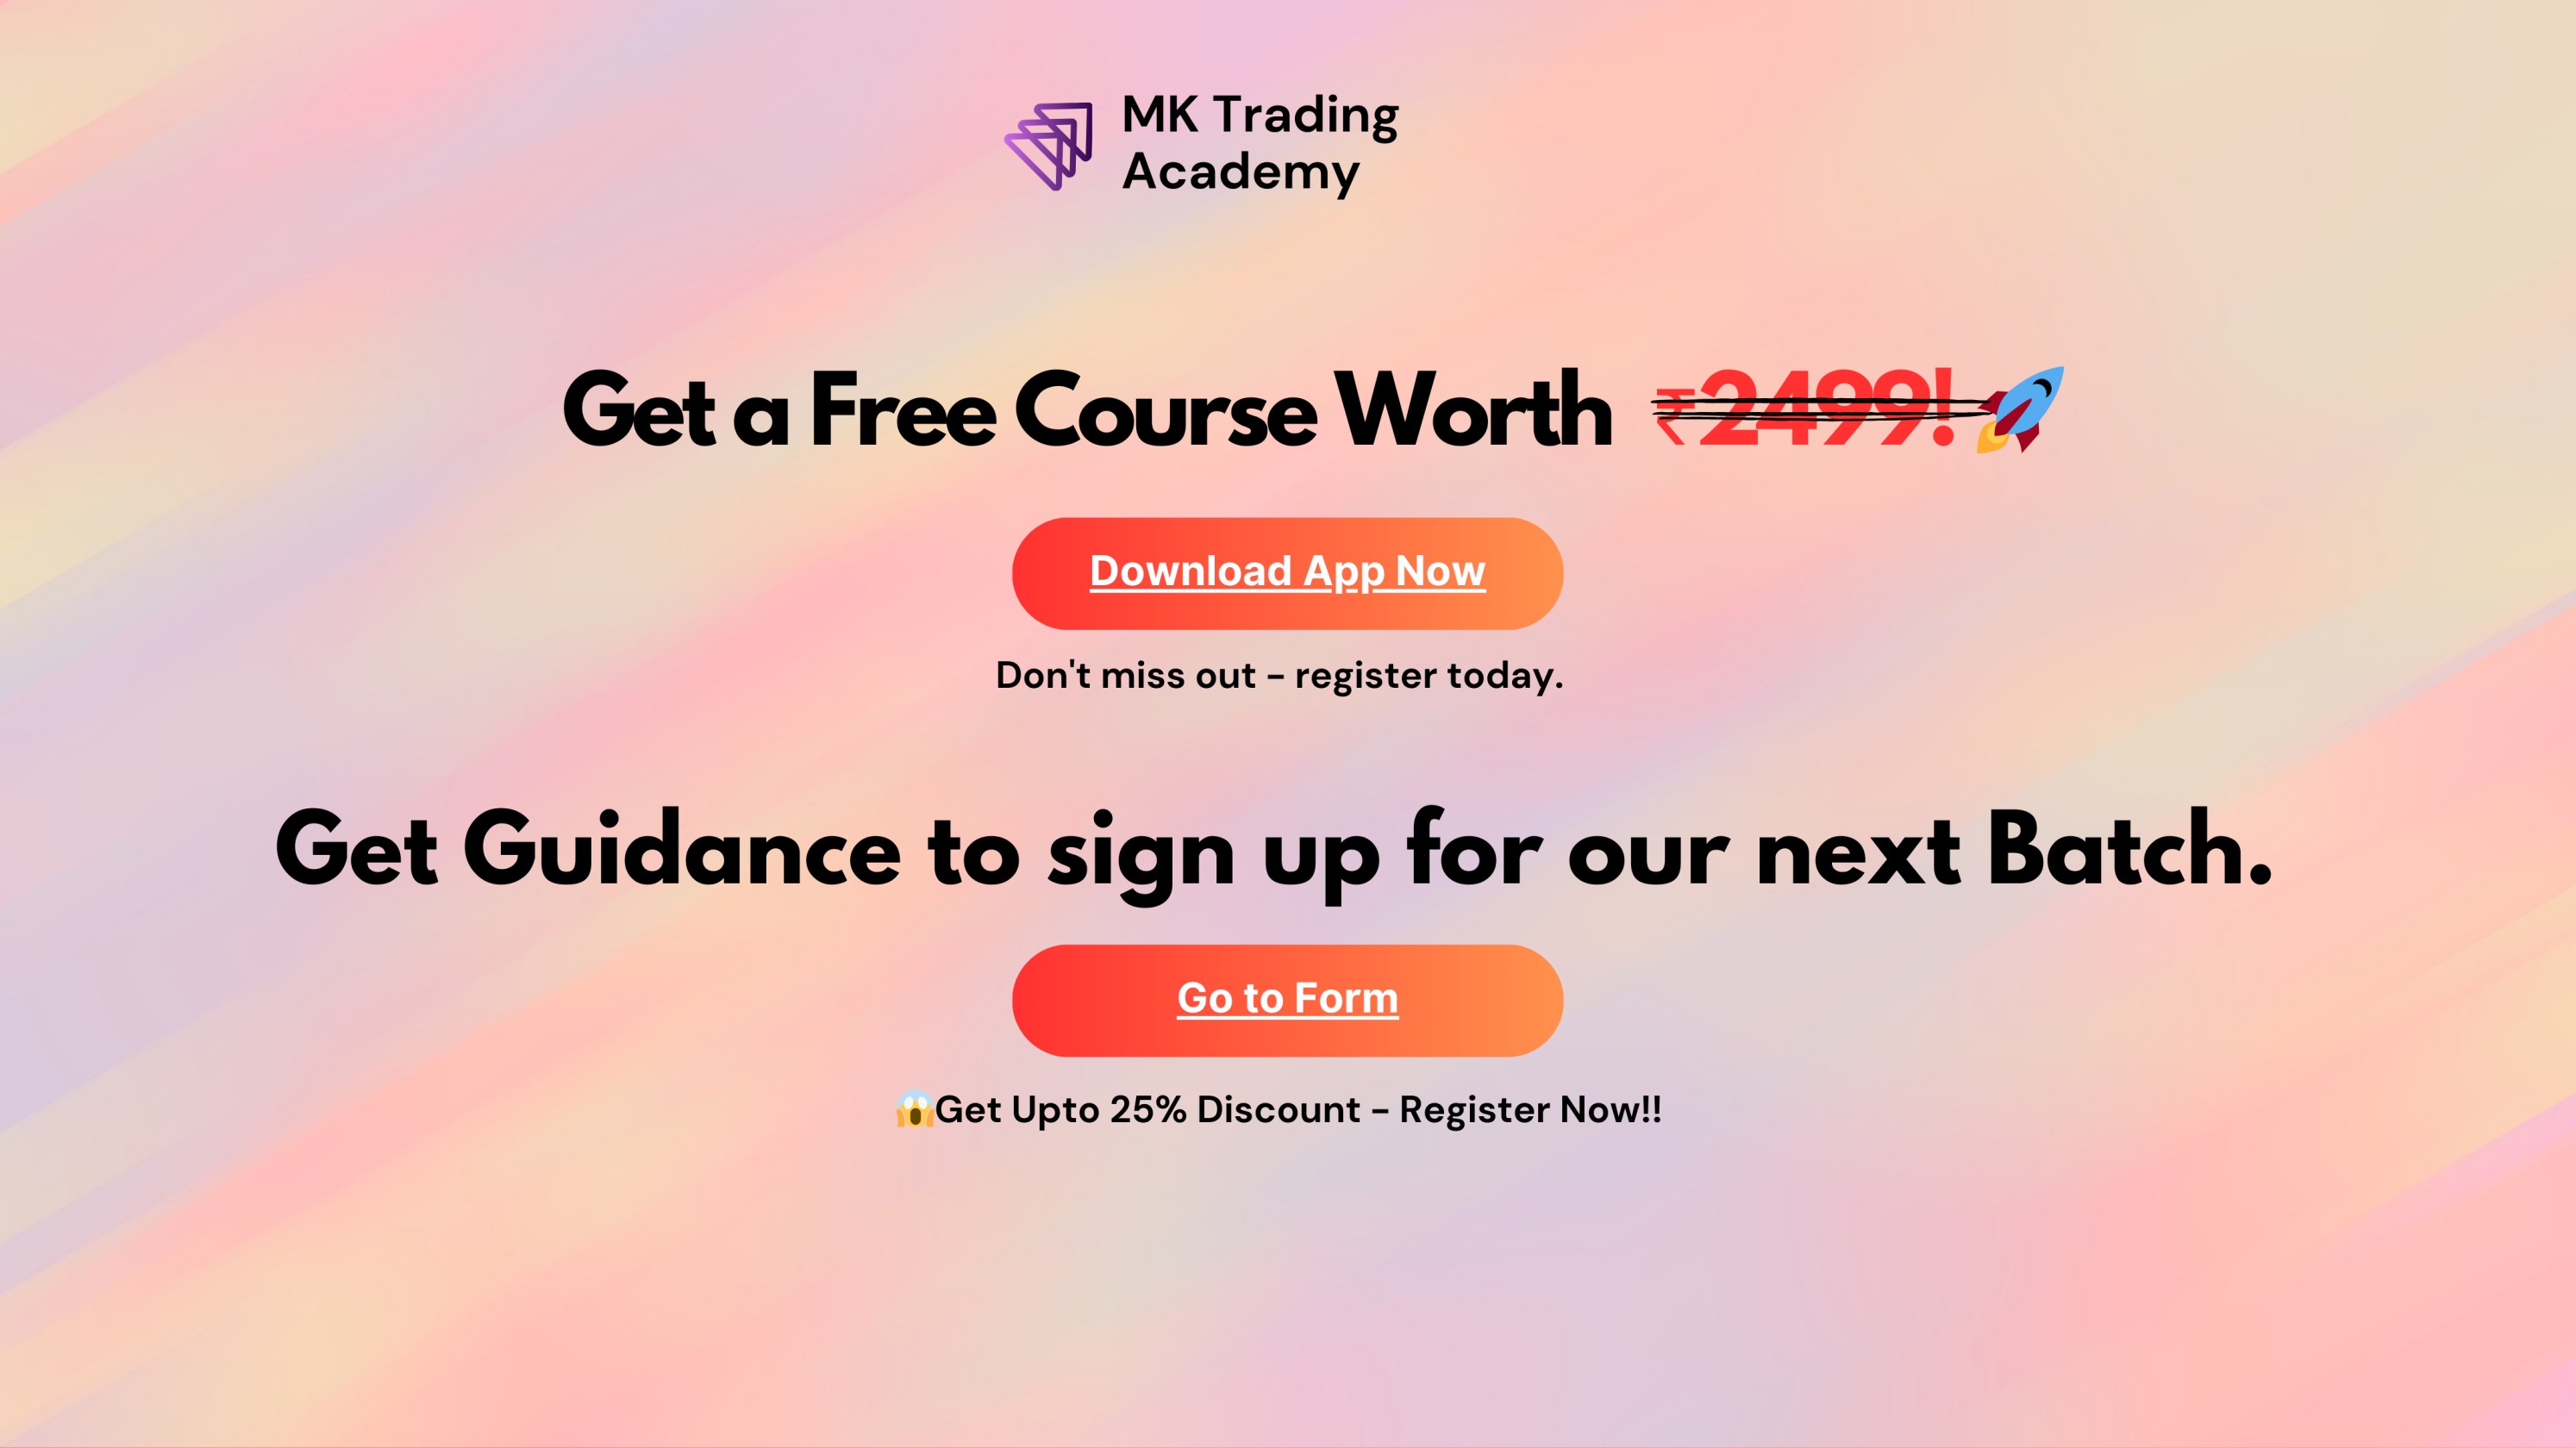 MK Trading
Academy
Get a Free Course Worth ₹2499!🚀
Download App Now
Don't miss out – register today.
Get Guidance to sign up for our next Batch.
Go to Form
😱Get Upto 25% Discount – Register Now!!